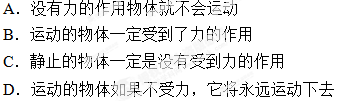 A．没有力的作用物体就不会运动
B．运动的物体一定受到了力的作用
C．静止的物体一定是没有受到力的作用
D．运动的物体如果不受力，它将永远运动下去